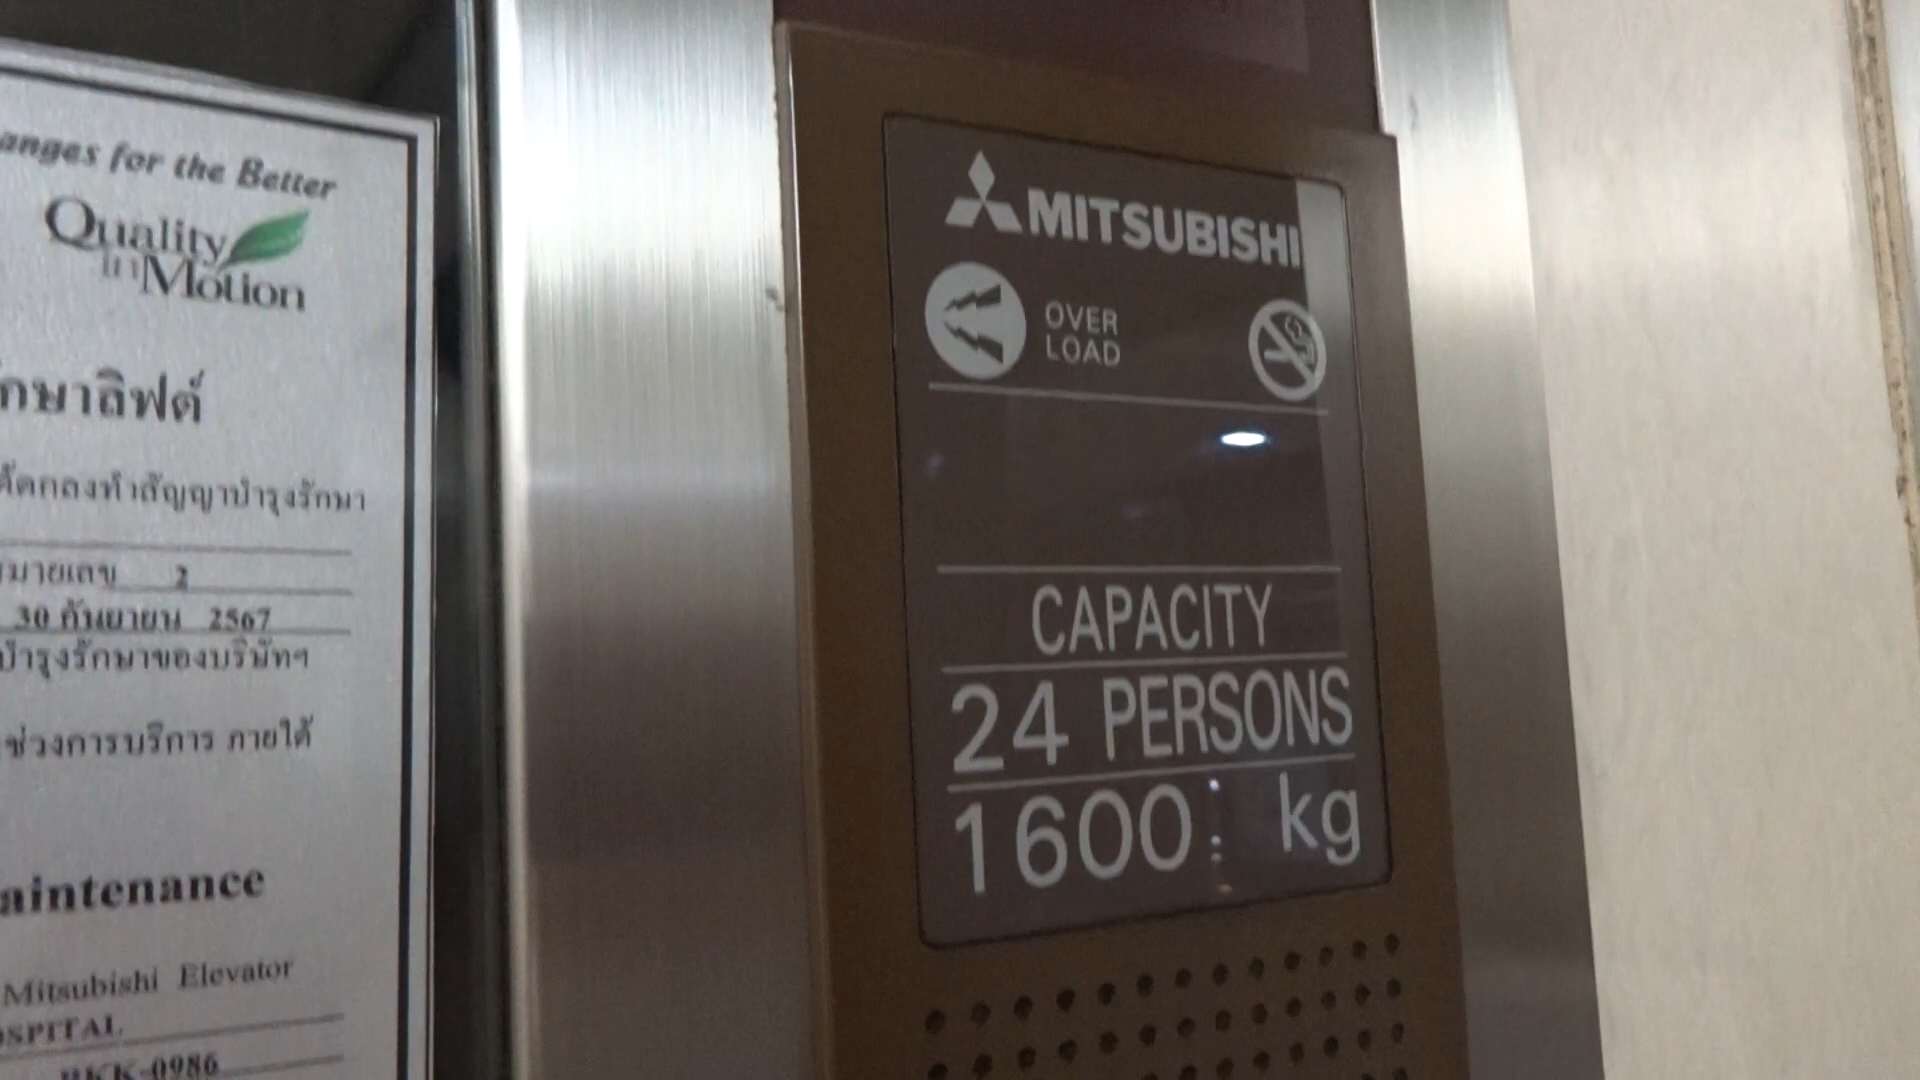 anges for the Better
Quality
in Motion
รักษาลิฟต์
ตกลงทำสัญญาบำรุงรักษา
หมายเลข 2
30 กันยายน 2567
บำรุงรักษาของบริษัทฯ
ช่วงการบริการ ภายใต้
aintenance
Mitsubishi Elevator
OSPITAL
BKK-0986
MITSUBISHI
OVER
LOAD
CAPACITY
24 PERSONS
1600 kg